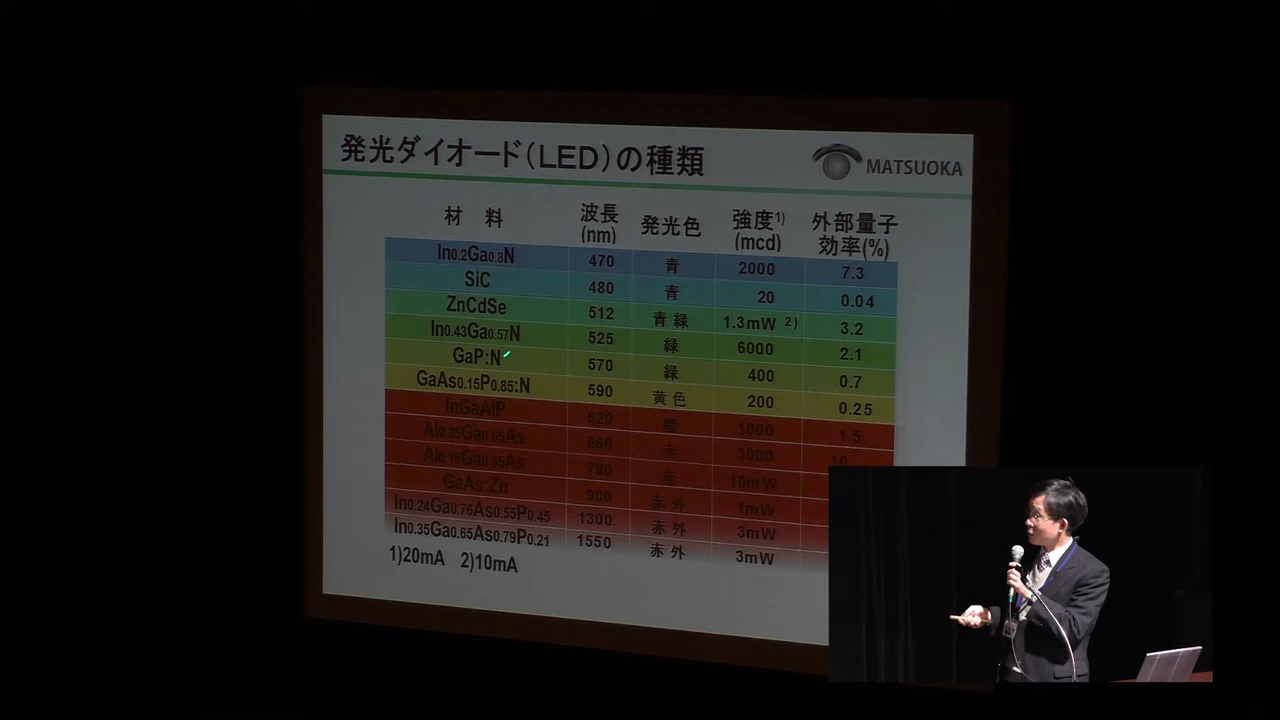 発光ダイオード(LED)の種類
MATSUOKA
材 料 波長(nm) 発光色 強度1)(mcd) 外部量子効率(%)
In0.2Ga0.8N 470 青 2000 7.3
SiC 480 青 20 0.04
ZnCdSe 512 青緑 1.3mW 2) 3.2
In0.43Ga0.57N 525 緑 6000 2.1
GaP:N 570 緑 400 0.7
GaAs0.15P0.85:N 590 黄色 200 0.25
InGaAlP 620 橙 1000 1.5
Al0.35Ga0.65As 660 赤 3000 10
Al0.15Ga0.85As 780 赤 10mW
GaAs:Zn 900 赤外 1mW
In0.24Ga0.76As0.55P0.45 1300 赤外 3mW
In0.35Ga0.65As0.79P0.21 1550 赤外 3mW
1)20mA 2)10mA